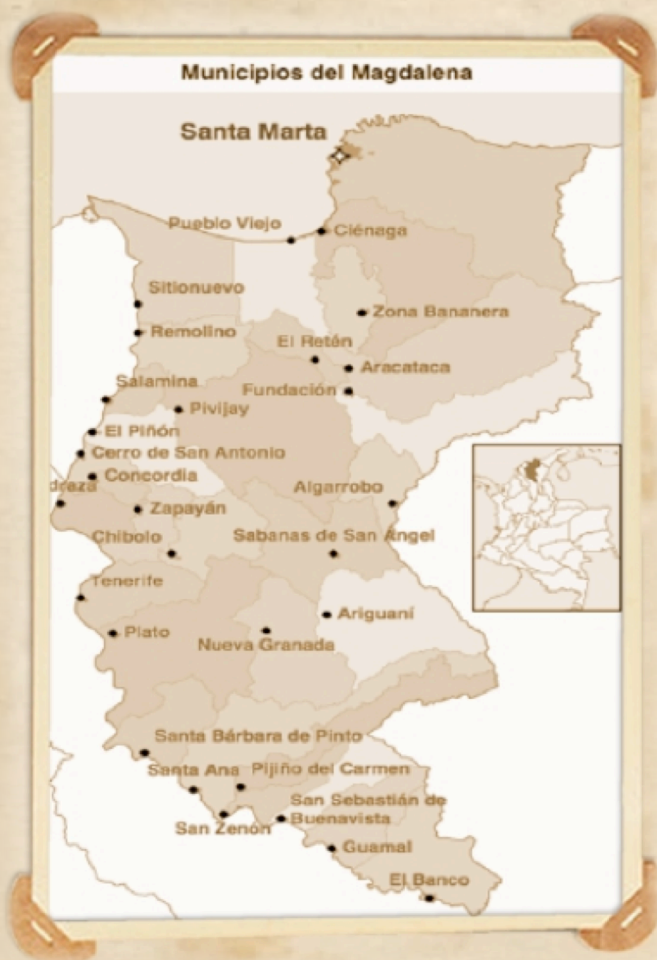 Municipios del Magdalena
Santa Marta
Pueblo Viejo
Ciénaga
Sitionuevo
Zona Bananera
Remolino
El Retén
Aracataca
Salamina
Fundación
Pivijay
El Piñón
Cerro de San Antonio
Concordia
draza
Algarrobo
Zapayán
Chibolo
Sabanas de San Angel
Tenerife
Ariguaní
Plato
Nueva Granada
Santa Bárbara de Pinto
Santa Ana
Pijiño del Carmen
San Sebastián de
Buenavista
San Zenón
Guamal
El Banco